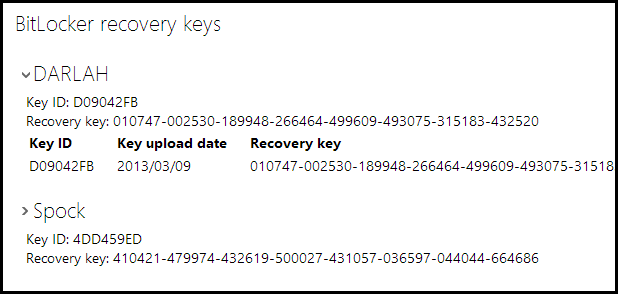 BitLocker recovery keys
DARLAH
Key ID: D09042FB
Recovery key: 010747-002530-189948-266464-499609-493075-315183-432520
Key ID Key upload date Recovery key
D09042FB 2013/03/09 010747-002530-189948-266464-499609-493075-31518
Spock
Key ID: 4DD459ED
Recovery key: 410421-479974-432619-500027-431057-036597-044044-664686